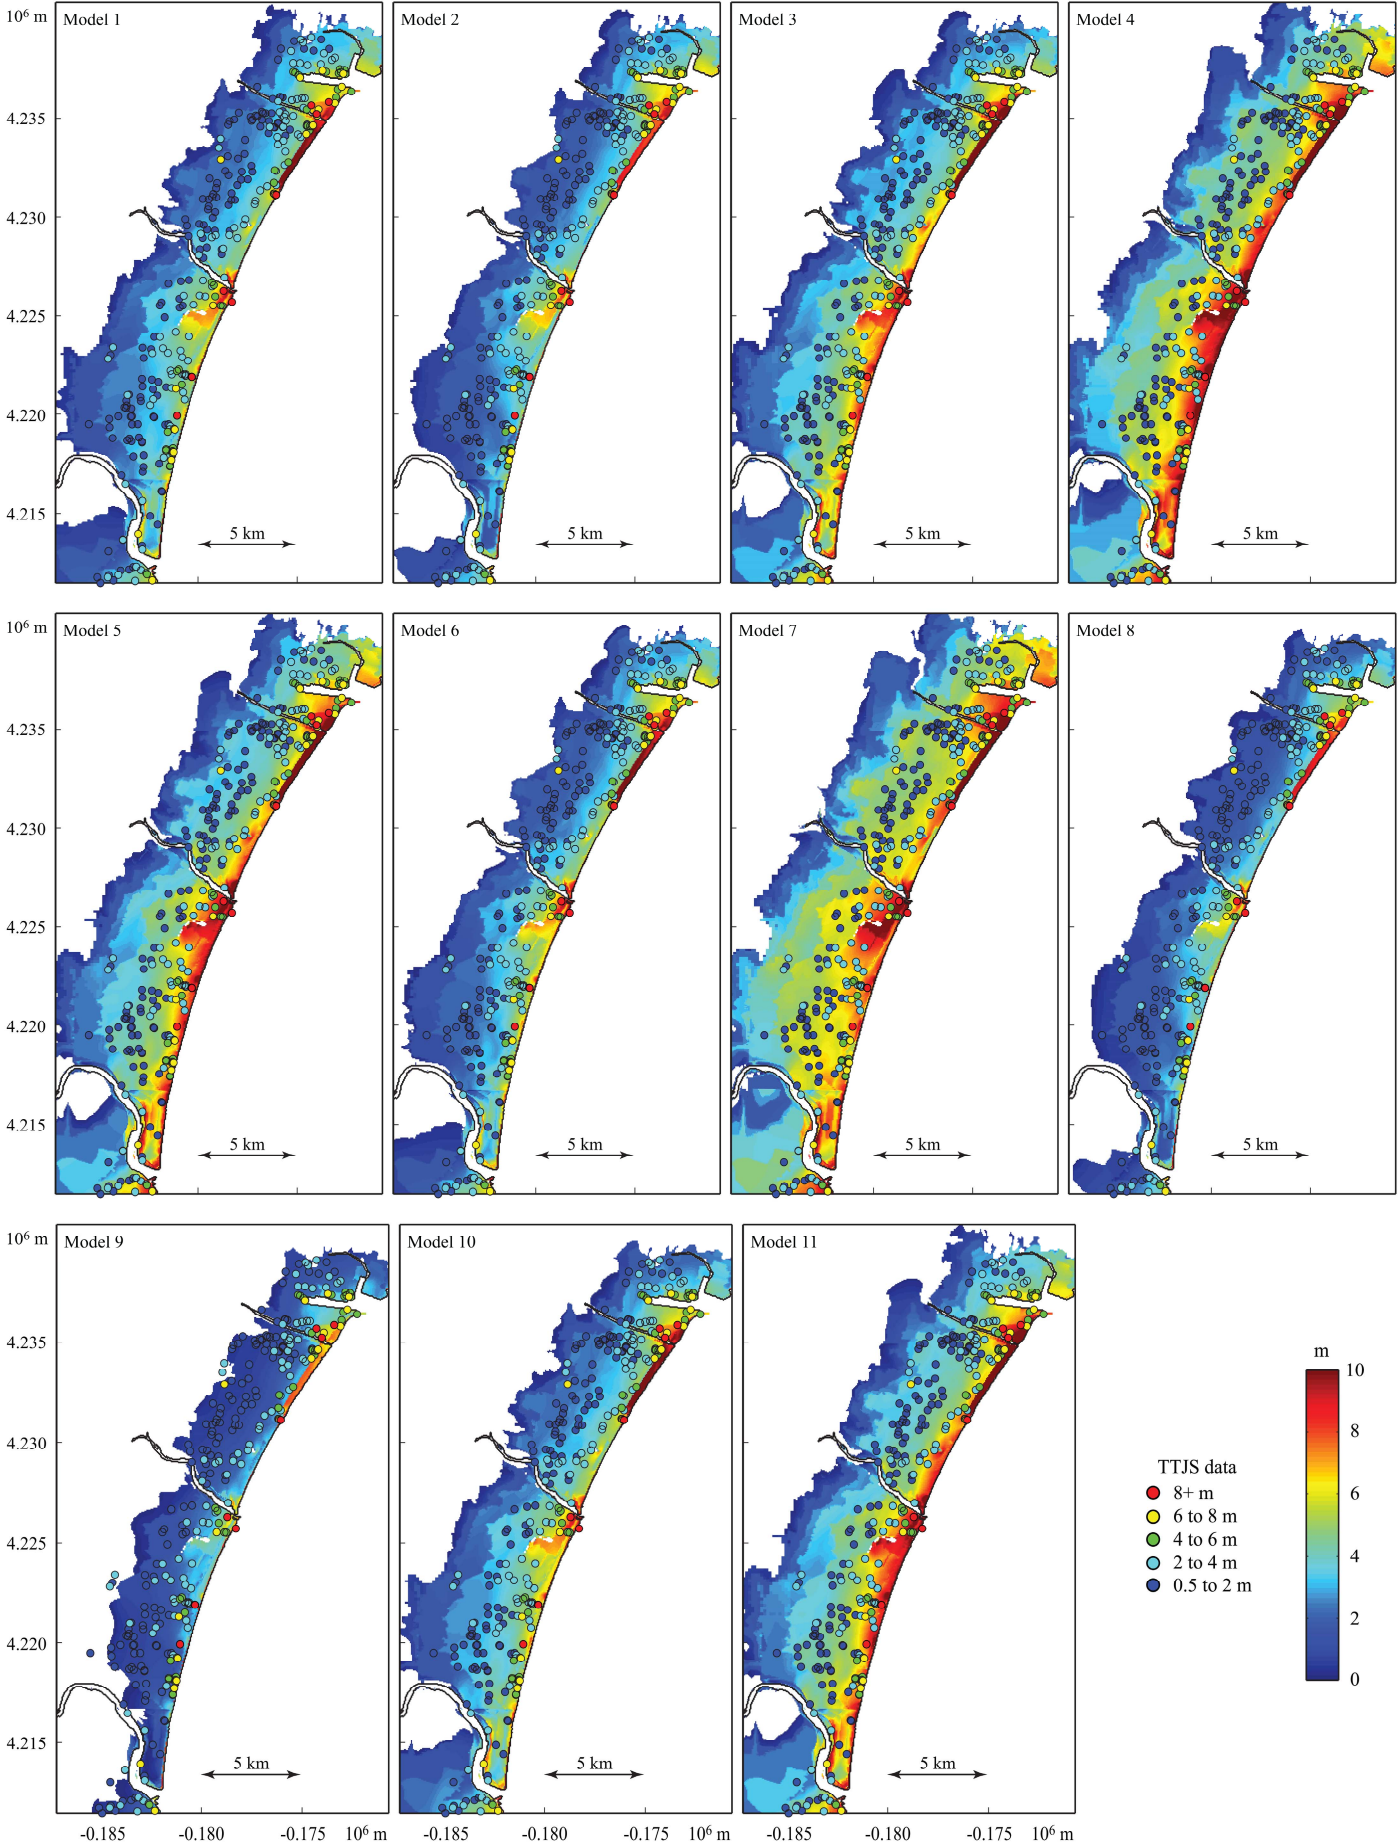 10⁶ m
Model 1
Model 2
Model 3
Model 4
4.235
4.230
4.225
4.220
4.215
5 km
5 km
5 km
5 km
10⁶ m
Model 5
Model 6
Model 7
Model 8
4.235
4.230
4.225
4.220
4.215
5 km
5 km
5 km
5 km
10⁶ m
Model 9
Model 10
Model 11
4.235
4.230
4.225
4.220
4.215
5 km
5 km
5 km
-0.185 -0.180 -0.175 10⁶ m
-0.185 -0.180 -0.175 10⁶ m
-0.185 -0.180 -0.175 10⁶ m
TTJS data
8+ m
6 to 8 m
4 to 6 m
2 to 4 m
0.5 to 2 m
m
10
8
6
4
2
0